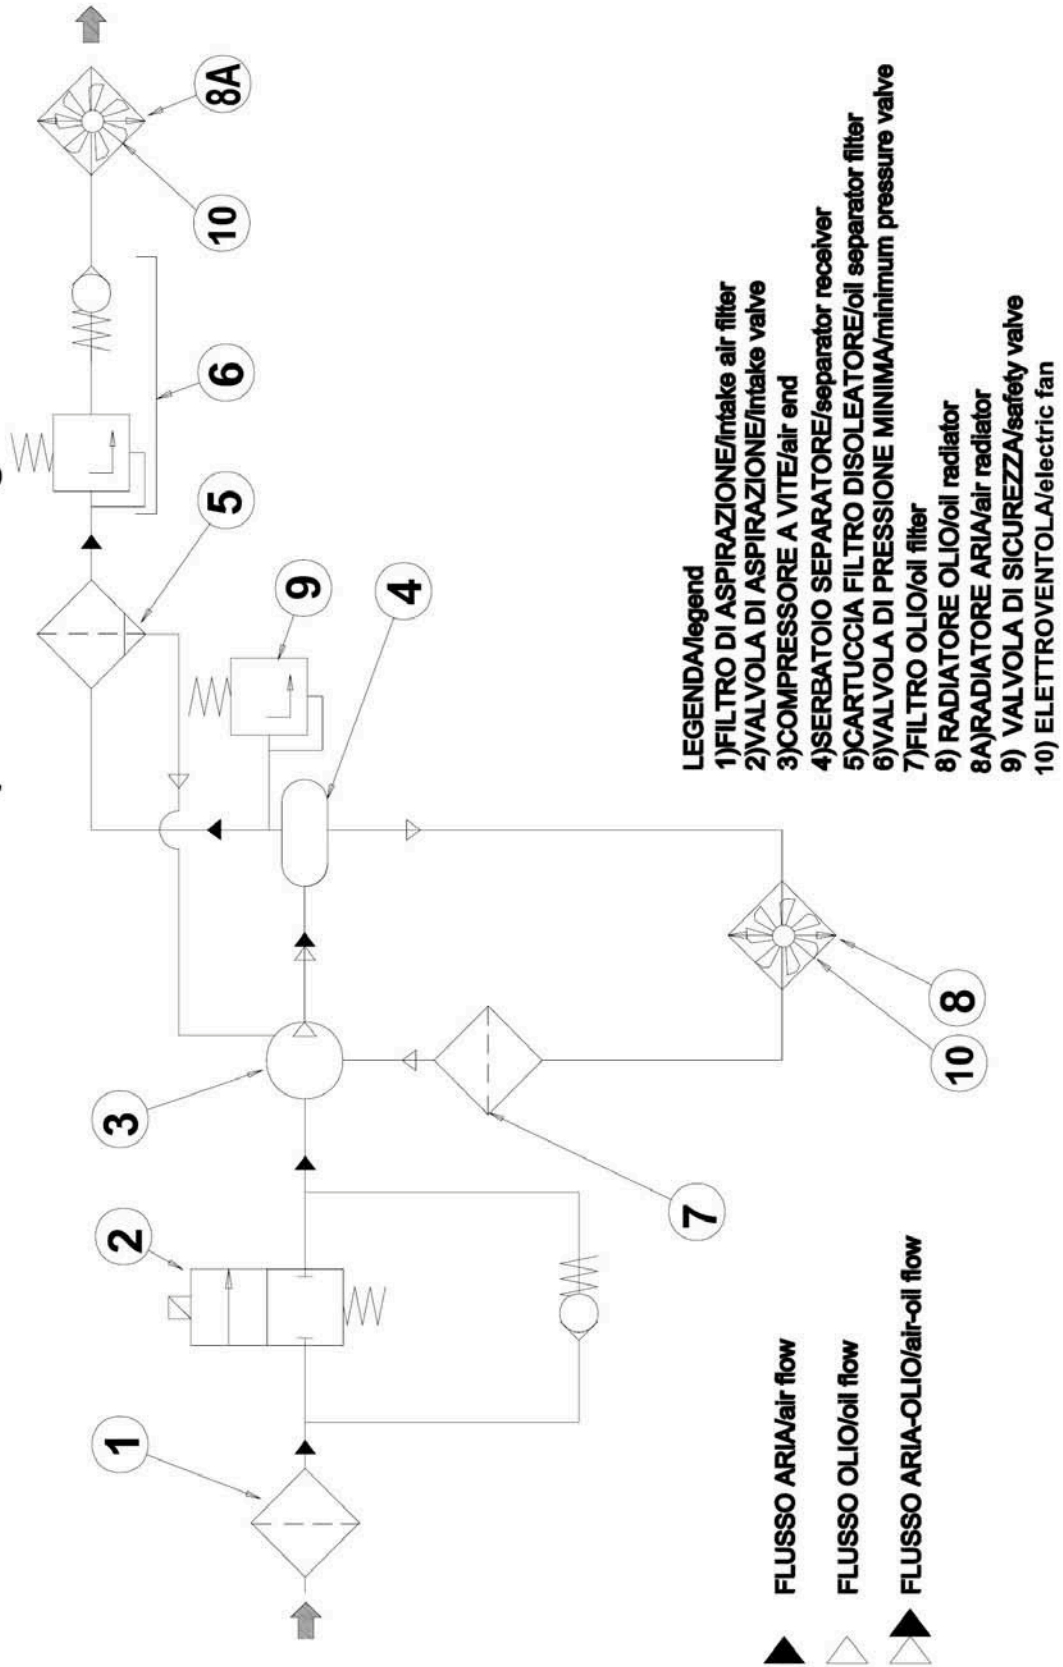 1
2
3
4
5
6
7
8
10
9
10
8A
LEGENDA/legend
1)FILTRO DI ASPIRAZIONE/intake air filter
2)VALVOLA DI ASPIRAZIONE/intake valve
3)COMPRESSORE A VITE/air end
4)SERBATOIO SEPARATORE/separator receiver
5)CARTUCCIA FILTRO DISOLEATORE/oil separator filter
6)VALVOLA DI PRESSIONE MINIMA/minimum pressure valve
7)FILTRO OLIO/oil filter
8) RADIATORE OLIO/oil radiator
8A)RADIATORE ARIA/air radiator
9) VALVOLA DI SICUREZZA/safety valve
10) ELETTROVENTOLA/electric fan
FLUSSO ARIA/air flow
FLUSSO OLIO/oil flow
FLUSSO ARIA-OLIO/air-oil flow